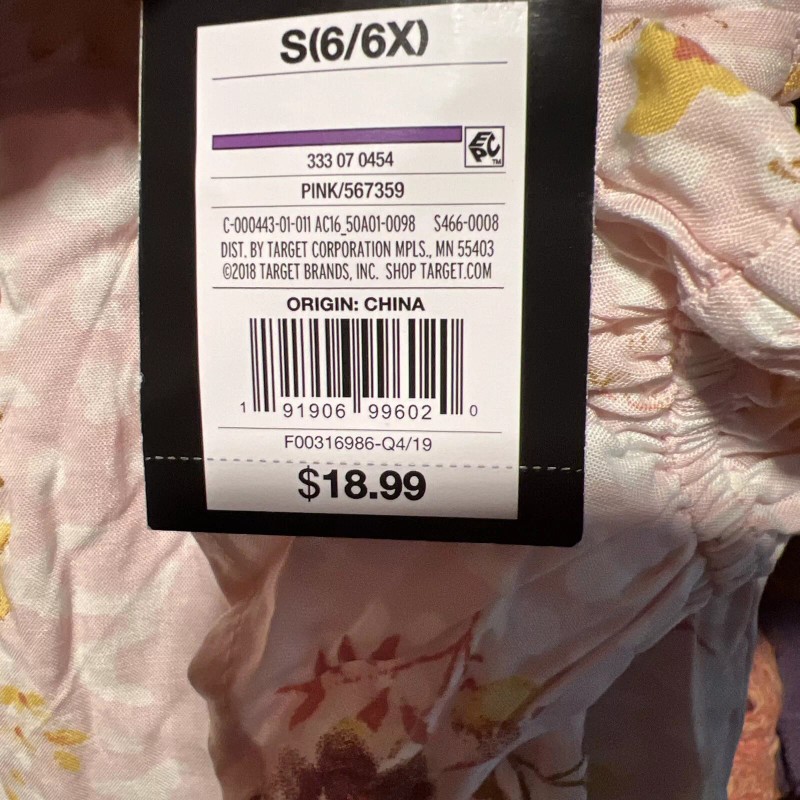 S(6/6X)
EPC
TM
333 07 0454
PINK/567359
C-000443-01-011 AC16_50A01-0098 S466-0008
DIST. BY TARGET CORPORATION MPLS., MN 55403
©2018 TARGET BRANDS, INC. SHOP TARGET.COM
ORIGIN: CHINA
1 91906 99602 0
F00316986-Q4/19
$18.99